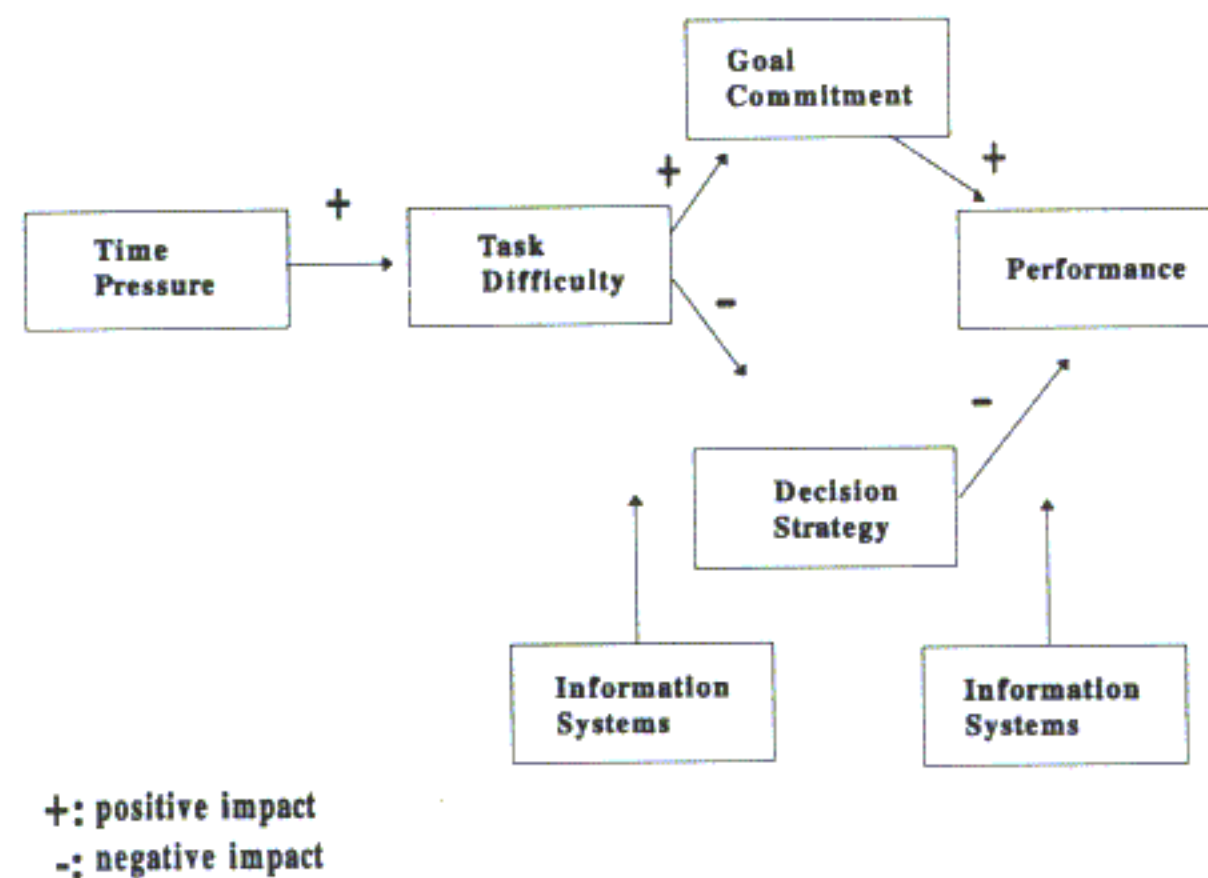 Goal
Commitment
+
+
+
Time
Pressure
Task
Difficulty
Performance
-
-
Decision
Strategy
Information
Systems
Information
Systems
+: positive impact
-: negative impact